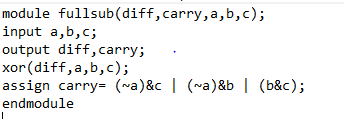 module fullsub(diff,carry,a,b,c);
input a,b,c;
output diff,carry;
xor(diff,a,b,c);
assign carry= (~a)&c | (~a)&b | (b&c);
endmodule